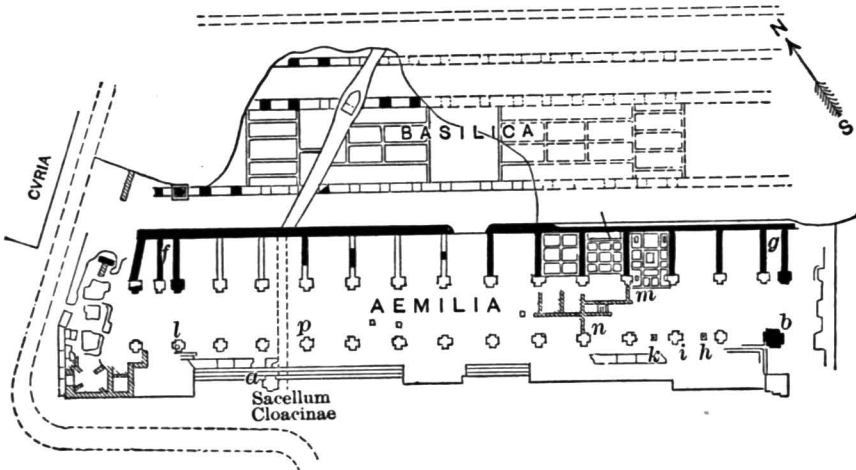 N
S
BASILICA
CVRIA
f
g
AEMILIA
m
l
p
n
b
k
i
h
a
Sacellum
Cloacinae